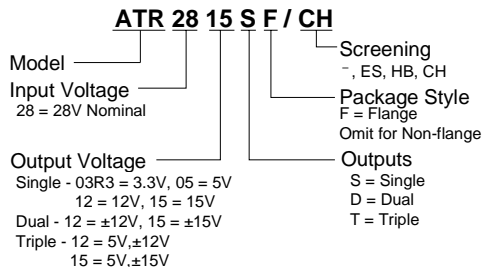 ATR 28 15 S F / CH
Model
Input Voltage
28 = 28V Nominal
Output Voltage
Single - 03R3 = 3.3V, 05 = 5V
12 = 12V, 15 = 15V
Dual - 12 = ±12V, 15 = ±15V
Triple - 12 = 5V,±12V
15 = 5V,±15V
Screening
–, ES, HB, CH
Package Style
F = Flange
Omit for Non-flange
Outputs
S = Single
D = Dual
T = Triple